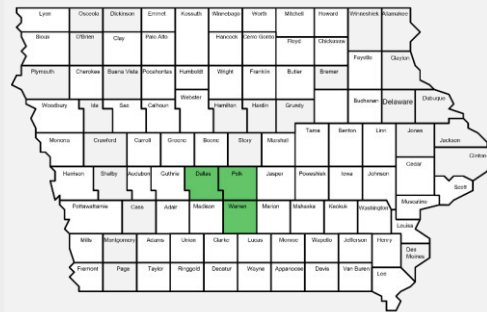 Lyon Osceola Dickinson Emmet Kossuth Winnebago Worth Mitchell Howard Winneshiek Allamakee
Sioux O'Brien Clay Palo Alto Hancock Cerro Gordo Floyd Chickasaw
Fayette Clayton
Plymouth Cherokee Buena Vista Pocahontas Humboldt Wright Franklin Butler Bremer
Webster
Woodbury Ida Sac Calhoun Hamilton Hardin Grundy Buchanan Delaware Dubuque
Monona Crawford Carroll Greene Boone Story Marshall Tama Benton Linn Jones Jackson
Clinton
Cedar
Harrison Shelby Audubon Guthrie Dallas Polk Jasper Poweshiek Iowa Johnson Scott
Muscatine
Pottawattamie Cass Adair Madison Warren Marion Mahaska Keokuk Washington
Louisa
Mills Montgomery Adams Union Clarke Lucas Monroe Wapello Jefferson Henry
Des
Moines
Fremont Page Taylor Ringgold Decatur Wayne Appanoose Davis Van Buren Lee